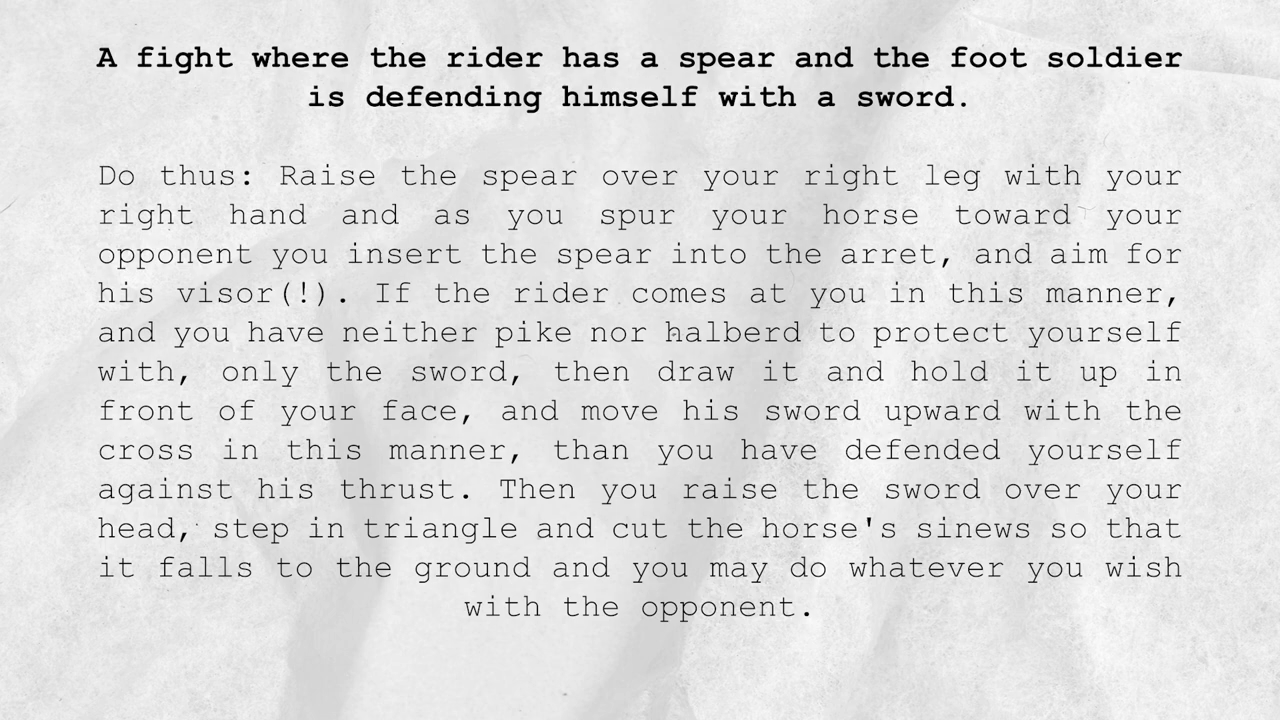 A fight where the rider has a spear and the foot soldier
is defending himself with a sword.
Do thus: Raise the spear over your right leg with your
right hand and as you spur your horse toward your
opponent you insert the spear into the arret, and aim for
his visor(!). If the rider comes at you in this manner,
and you have neither pike nor halberd to protect yourself
with, only the sword, then draw it and hold it up in
front of your face, and move his sword upward with the
cross in this manner, than you have defended yourself
against his thrust. Then you raise the sword over your
head, step in triangle and cut the horse's sinews so that
it falls to the ground and you may do whatever you wish
with the opponent.